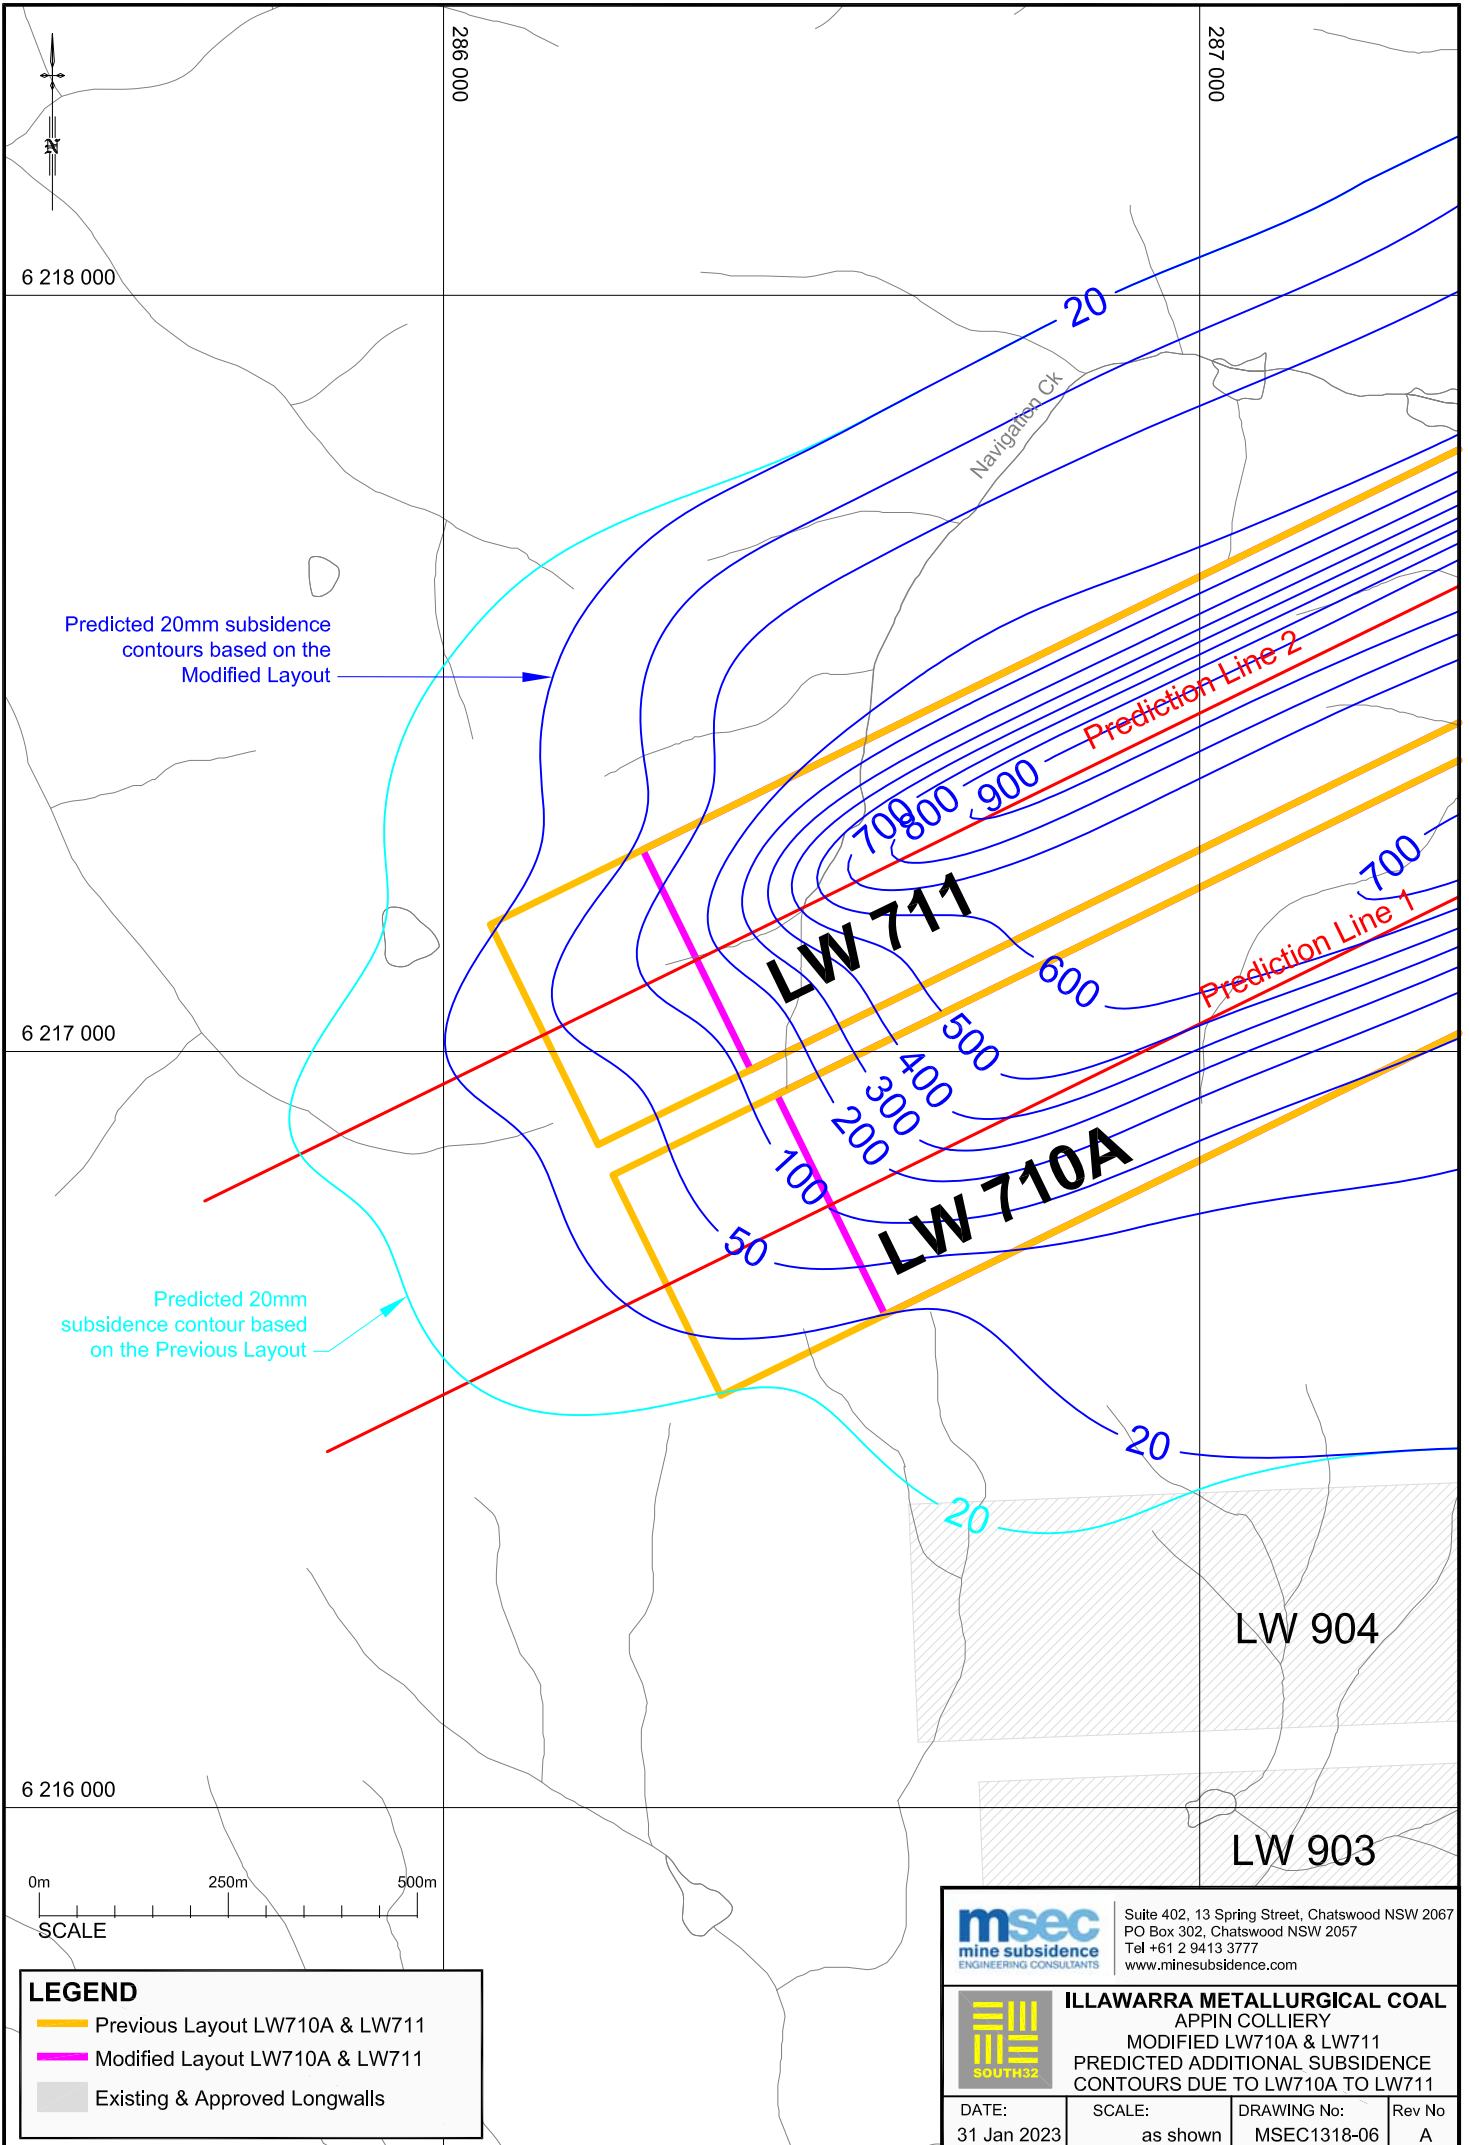 286 000
287 000
N
6 218 000
20
Navigation Ck
Predicted 20mm subsidence
contours based on the
Modified Layout
Prediction Line 2
900
800
700
700
LW 711
Prediction Line 1
600
6 217 000
500
400
300
200
100
LW 710A
50
Predicted 20mm
subsidence contour based
on the Previous Layout
20
20
LW 904
6 216 000
LW 903
0m 250m 500m
SCALE
LEGEND
Previous Layout LW710A & LW711
Modified Layout LW710A & LW711
Existing & Approved Longwalls
msec
mine subsidence
ENGINEERING CONSULTANTS
Suite 402, 13 Spring Street, Chatswood NSW 2067
PO Box 302, Chatswood NSW 2057
Tel +61 2 9413 3777
www.minesubsidence.com
SOUTH32
ILLAWARRA METALLURGICAL COAL
APPIN COLLIERY
MODIFIED LW710A & LW711
PREDICTED ADDITIONAL SUBSIDENCE
CONTOURS DUE TO LW710A TO LW711
DATE:
31 Jan 2023
SCALE:
as shown
DRAWING No:
MSEC1318-06
Rev No
A